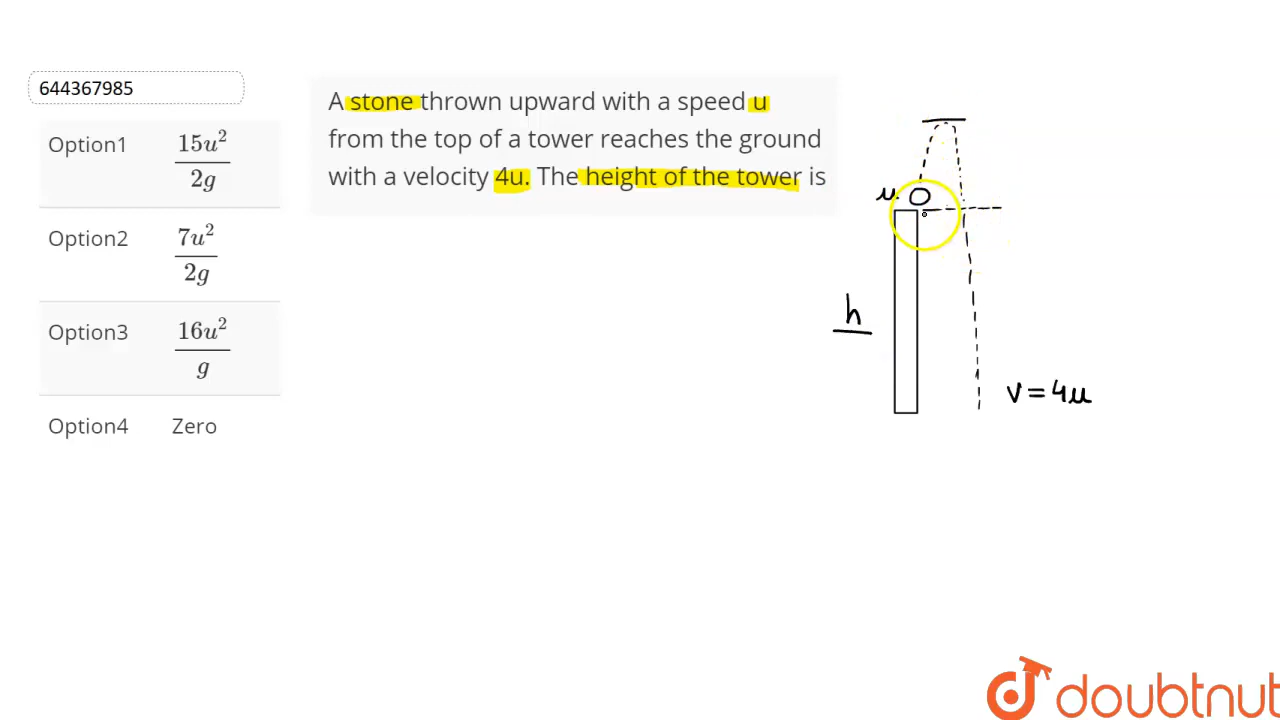 644367985
A stone thrown upward with a speed u
from the top of a tower reaches the ground
with a velocity 4u. The height of the tower is
Option1 15u²/2g
Option2 7u²/2g
Option3 16u²/g
Option4 Zero
u
h
v = 4u
doubtnut